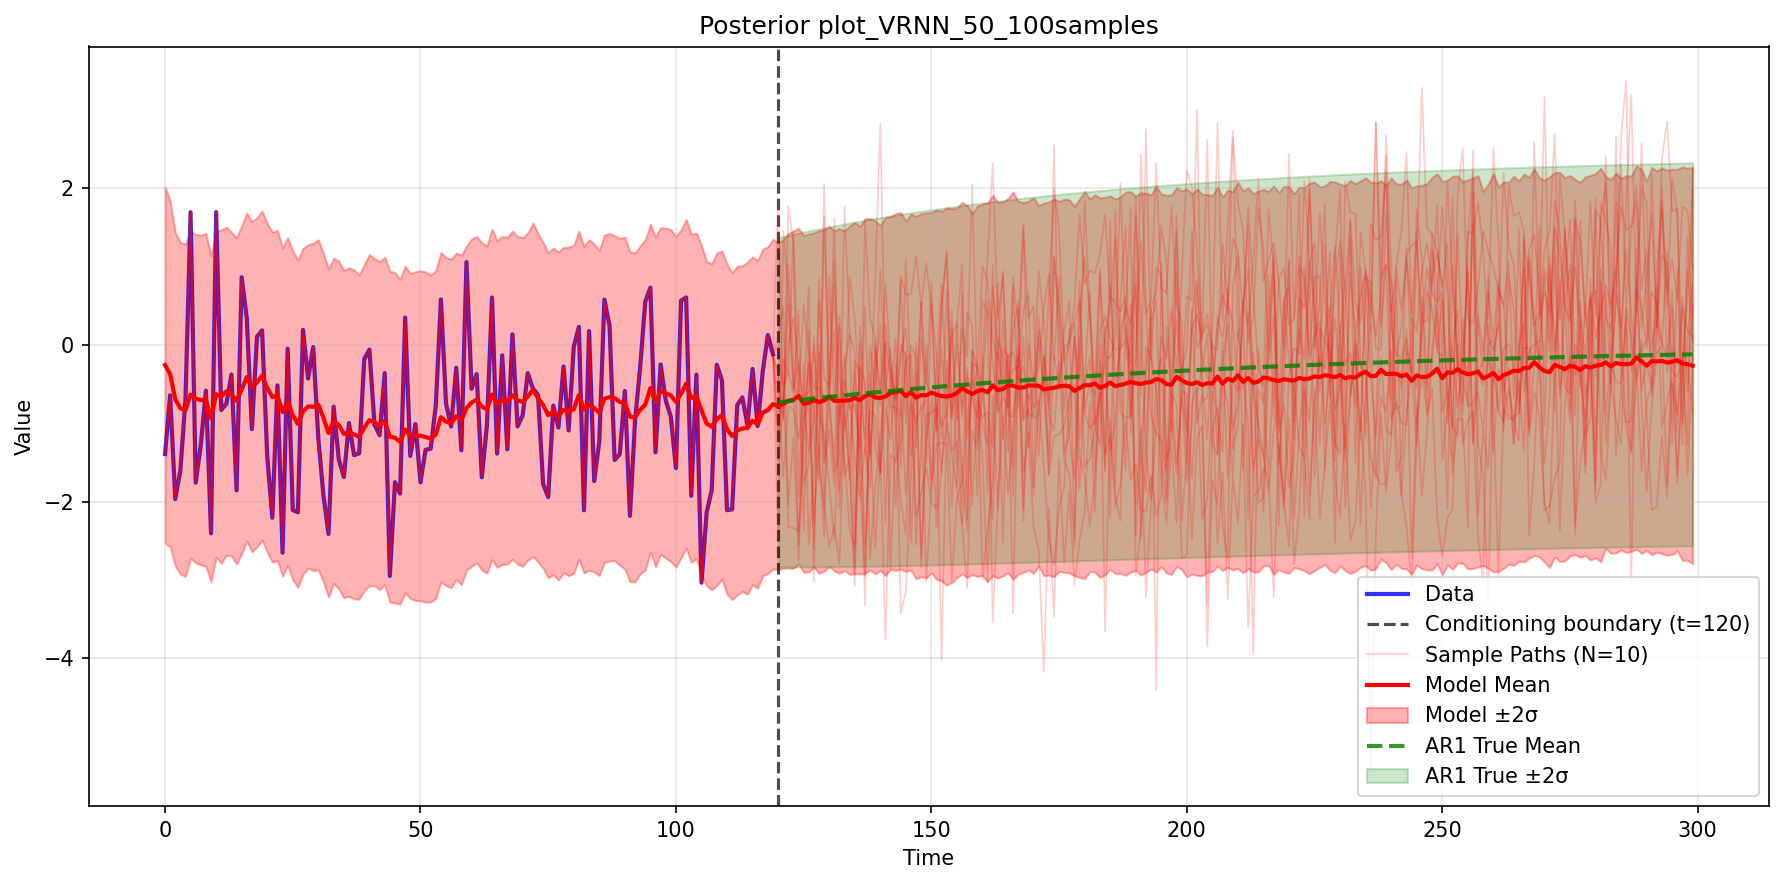 Posterior plot_VRNN_50_100samples
Value
2
0
−2
−4
0
50
100
150
200
250
300
Time
Data
Conditioning boundary (t=120)
Sample Paths (N=10)
Model Mean
Model ±2σ
AR1 True Mean
AR1 True ±2σ